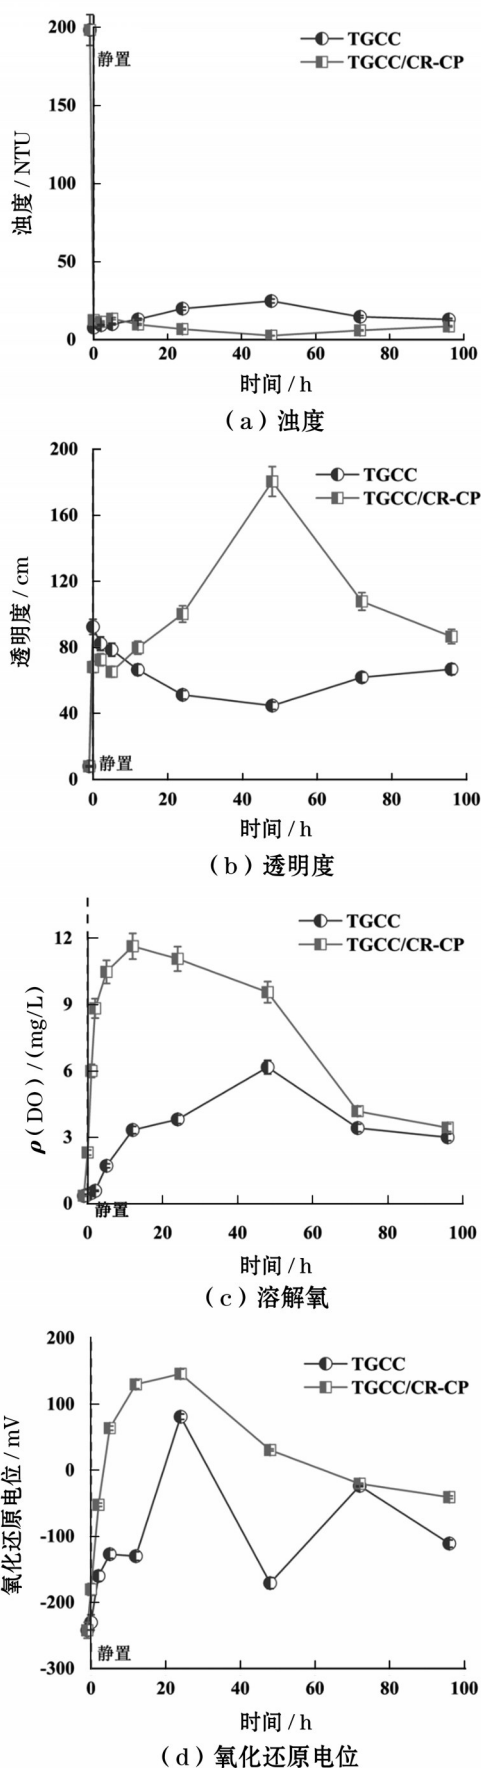 200
150
100
50
0
浊度 / NTU
静置
TGCC
TGCC/CR-CP
0 20 40 60 80 100
时间 / h
(a) 浊度
200
160
120
80
40
0
透明度 / cm
静置
TGCC
TGCC/CR-CP
0 20 40 60 80 100
时间 / h
(b) 透明度
12
9
6
3
0
ρ(DO) / (mg/L)
静置
TGCC
TGCC/CR-CP
0 20 40 60 80 100
时间 / h
(c) 溶解氧
200
100
0
-100
-200
-300
氧化还原电位 / mV
静置
TGCC
TGCC/CR-CP
0 20 40 60 80 100
时间 / h
(d) 氧化还原电位